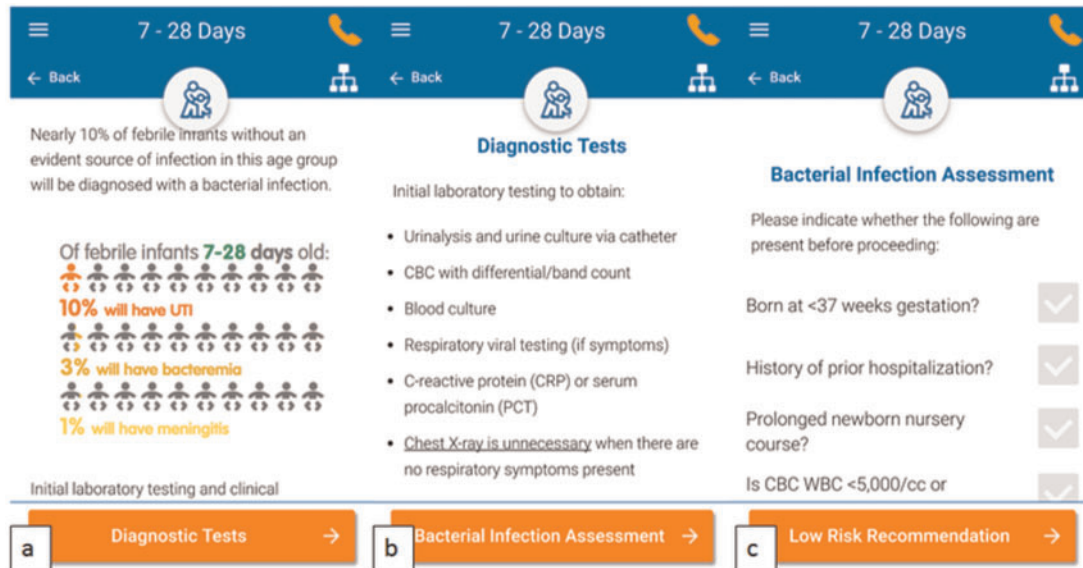 7 - 28 Days
← Back
Nearly 10% of febrile infants without an
evident source of infection in this age group
will be diagnosed with a bacterial infection.
Of febrile infants 7-28 days old:
10% will have UTI
3% will have bacteremia
1% will have meningitis
Initial laboratory testing and clinical
Diagnostic Tests →
a
7 - 28 Days
← Back
Diagnostic Tests
Initial laboratory testing to obtain:
• Urinalysis and urine culture via catheter
• CBC with differential/band count
• Blood culture
• Respiratory viral testing (if symptoms)
• C-reactive protein (CRP) or serum
procalcitonin (PCT)
• Chest X-ray is unnecessary when there are
no respiratory symptoms present
Bacterial Infection Assessment →
b
7 - 28 Days
← Back
Bacterial Infection Assessment
Please indicate whether the following are
present before proceeding:
Born at <37 weeks gestation?
History of prior hospitalization?
Prolonged newborn nursery
course?
Is CBC WBC <5,000/cc or
Low Risk Recommendation →
c